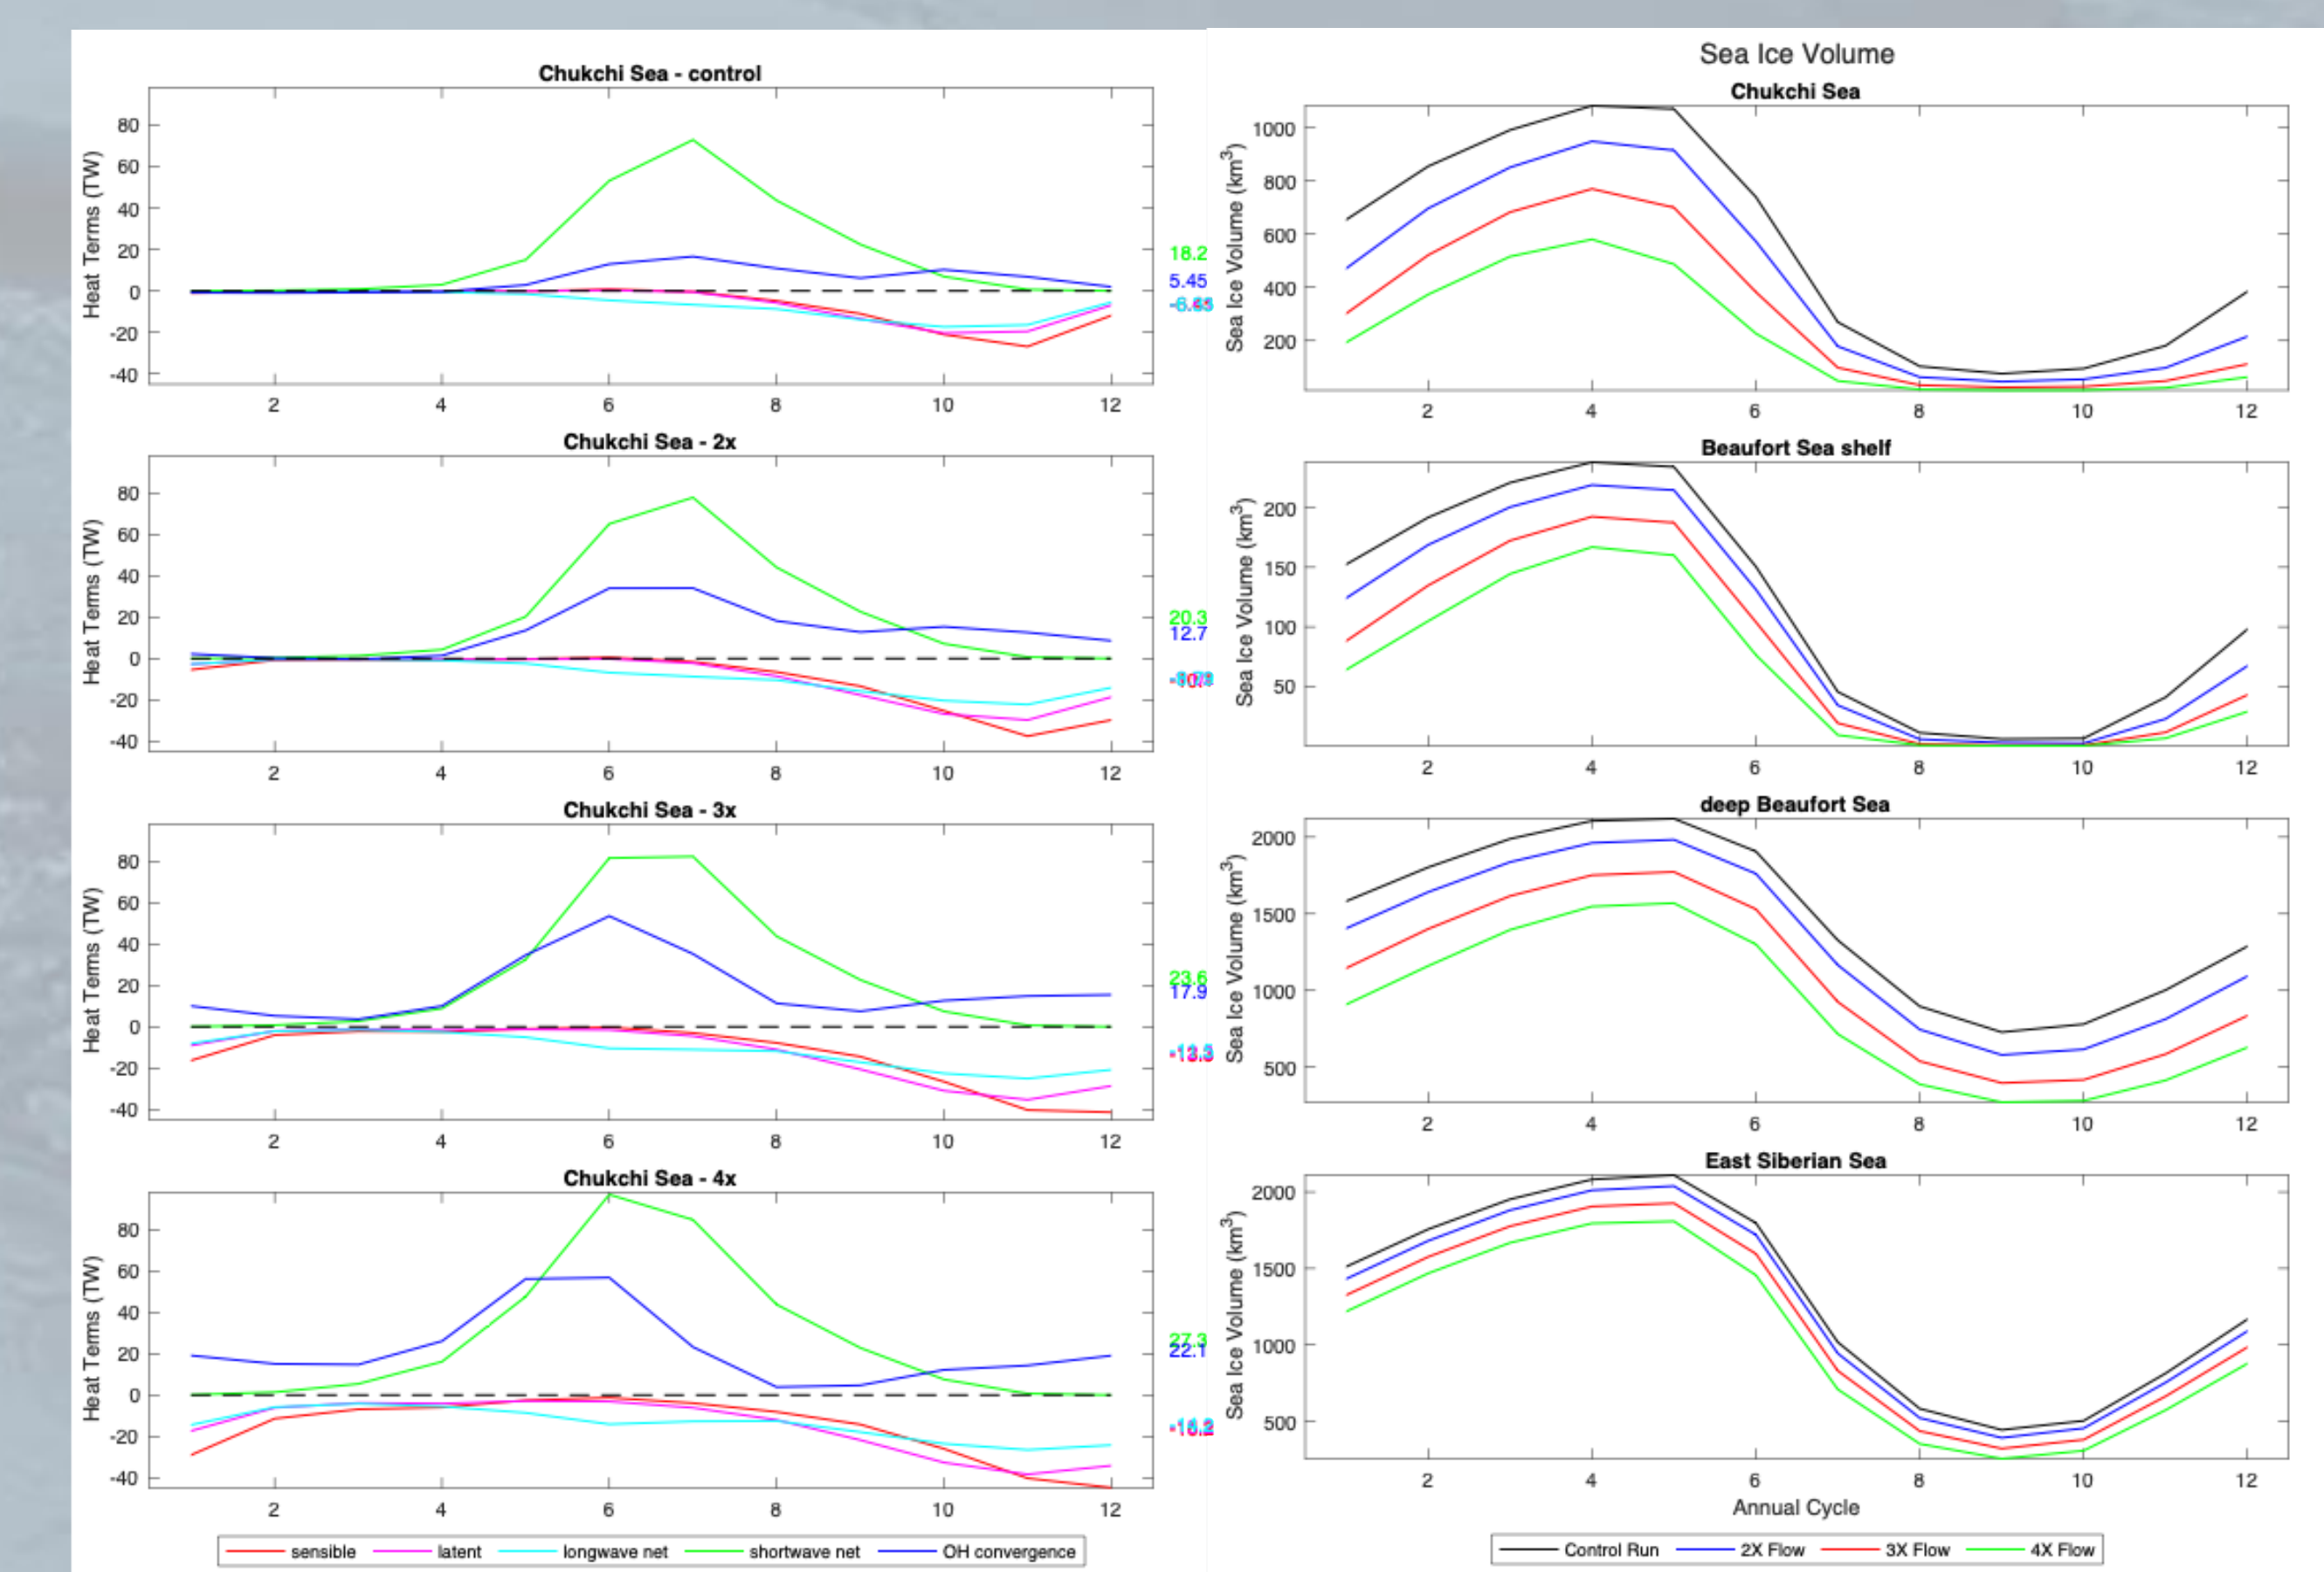 Chukchi Sea - control
Heat Terms (TW)
80
60
40
20
0
-20
-40
2 4 6 8 10 12
18.2
5.45
Chukchi Sea - 2x
Heat Terms (TW)
80
60
40
20
0
-20
-40
2 4 6 8 10 12
20.3
12.7
Chukchi Sea - 3x
Heat Terms (TW)
80
60
40
20
0
-20
-40
2 4 6 8 10 12
23.6
17.9
Chukchi Sea - 4x
Heat Terms (TW)
80
60
40
20
0
-20
-40
2 4 6 8 10 12
27.3
22.1
sensible latent longwave net shortwave net OH convergence
Sea Ice Volume
Chukchi Sea
Sea Ice Volume (km³)
1000
800
600
400
200
2 4 6 8 10 12
Beaufort Sea shelf
Sea Ice Volume (km³)
200
150
100
50
2 4 6 8 10 12
deep Beaufort Sea
Sea Ice Volume (km³)
2000
1500
1000
500
2 4 6 8 10 12
East Siberian Sea
Sea Ice Volume (km³)
2000
1500
1000
500
2 4 6 8 10 12
Annual Cycle
Control Run 2X Flow 3X Flow 4X Flow